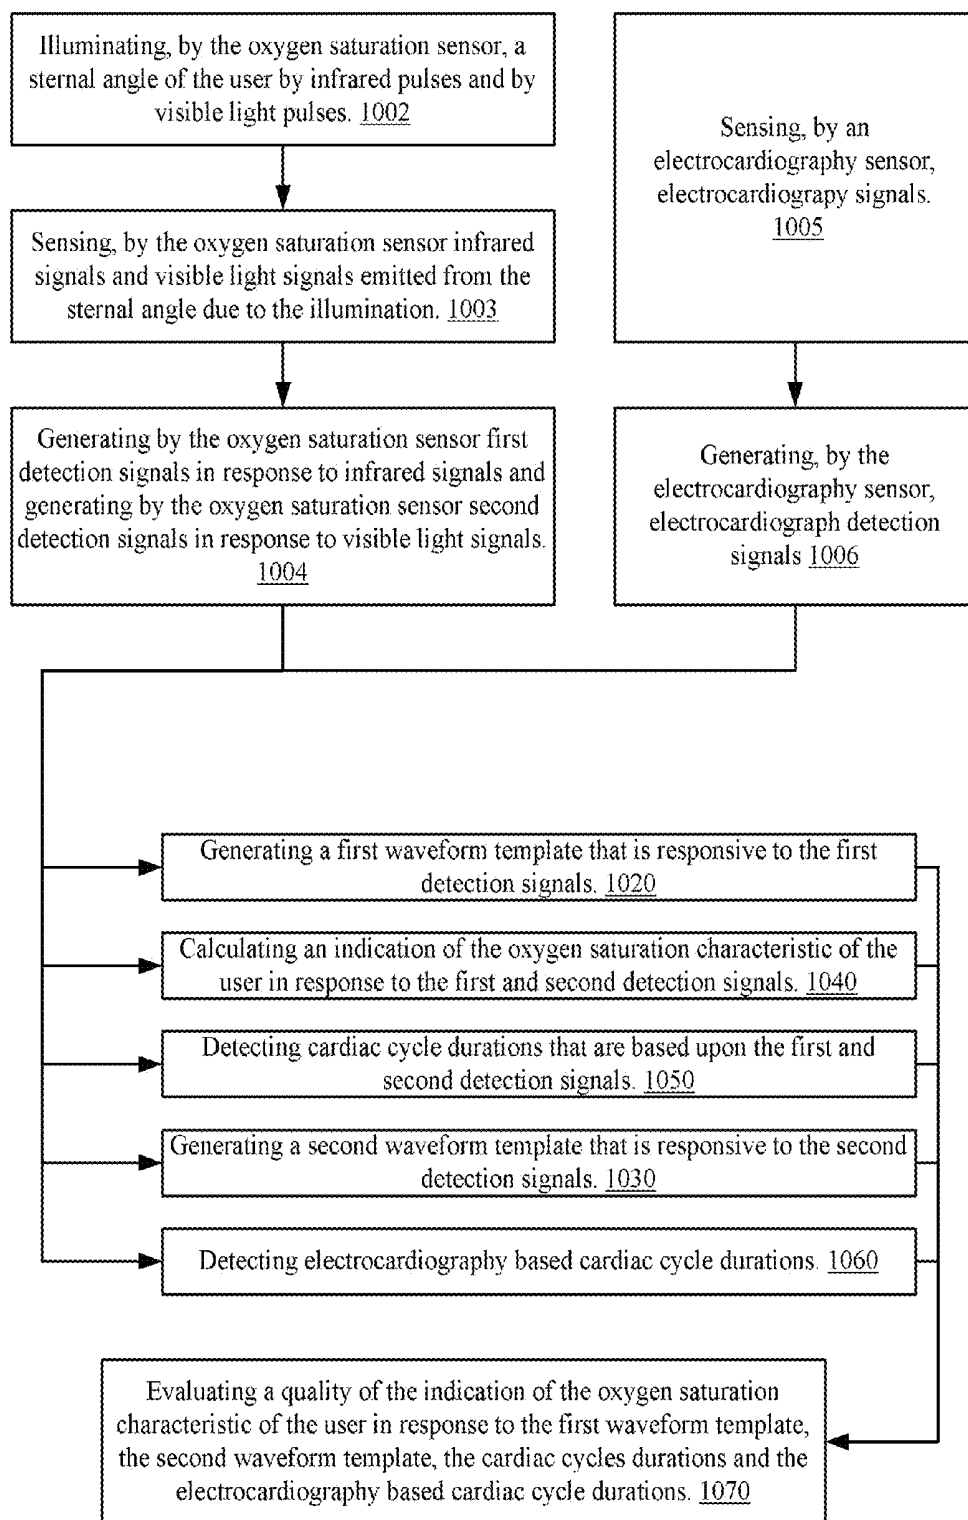 Illuminating, by the oxygen saturation sensor, a
sternal angle of the user by infrared pulses and by
visible light pulses. 1002
Sensing, by the oxygen saturation sensor infrared
signals and visible light signals emitted from the
sternal angle due to the illumination. 1003
Generating by the oxygen saturation sensor first
detection signals in response to infrared signals and
generating by the oxygen saturation sensor second
detection signals in response to visible light signals.
1004
Sensing, by an
electrocardiography sensor,
electrocardiograpy signals.
1005
Generating, by the
electrocardiography sensor,
electrocardiograph detection
signals 1006
Generating a first waveform template that is responsive to the first
detection signals. 1020
Calculating an indication of the oxygen saturation characteristic of the
user in response to the first and second detection signals. 1040
Detecting cardiac cycle durations that are based upon the first and
second detection signals. 1050
Generating a second waveform template that is responsive to the second
detection signals. 1030
Detecting electrocardiography based cardiac cycle durations. 1060
Evaluating a quality of the indication of the oxygen saturation
characteristic of the user in response to the first waveform template,
the second waveform template, the cardiac cycles durations and the
electrocardiography based cardiac cycle durations. 1070